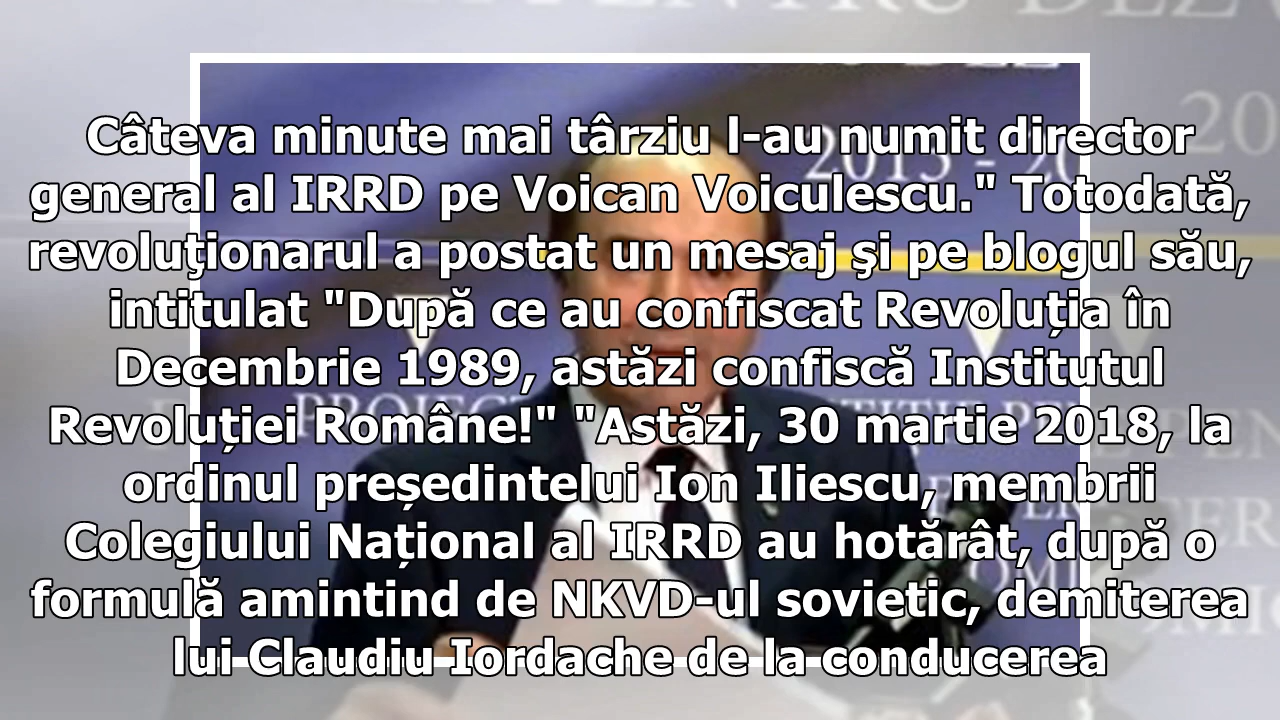 Câteva minute mai târziu l-au numit director
general al IRRD pe Voican Voiculescu." Totodată,
revoluţionarul a postat un mesaj şi pe blogul său,
intitulat "După ce au confiscat Revoluția în
Decembrie 1989, astăzi confiscă Institutul
Revoluției Române!" "Astăzi, 30 martie 2018, la
ordinul președintelui Ion Iliescu, membrii
Colegiului Național al IRRD au hotărât, după o
formulă amintind de NKVD-ul sovietic, demiterea
lui Claudiu Iordache de la conducerea